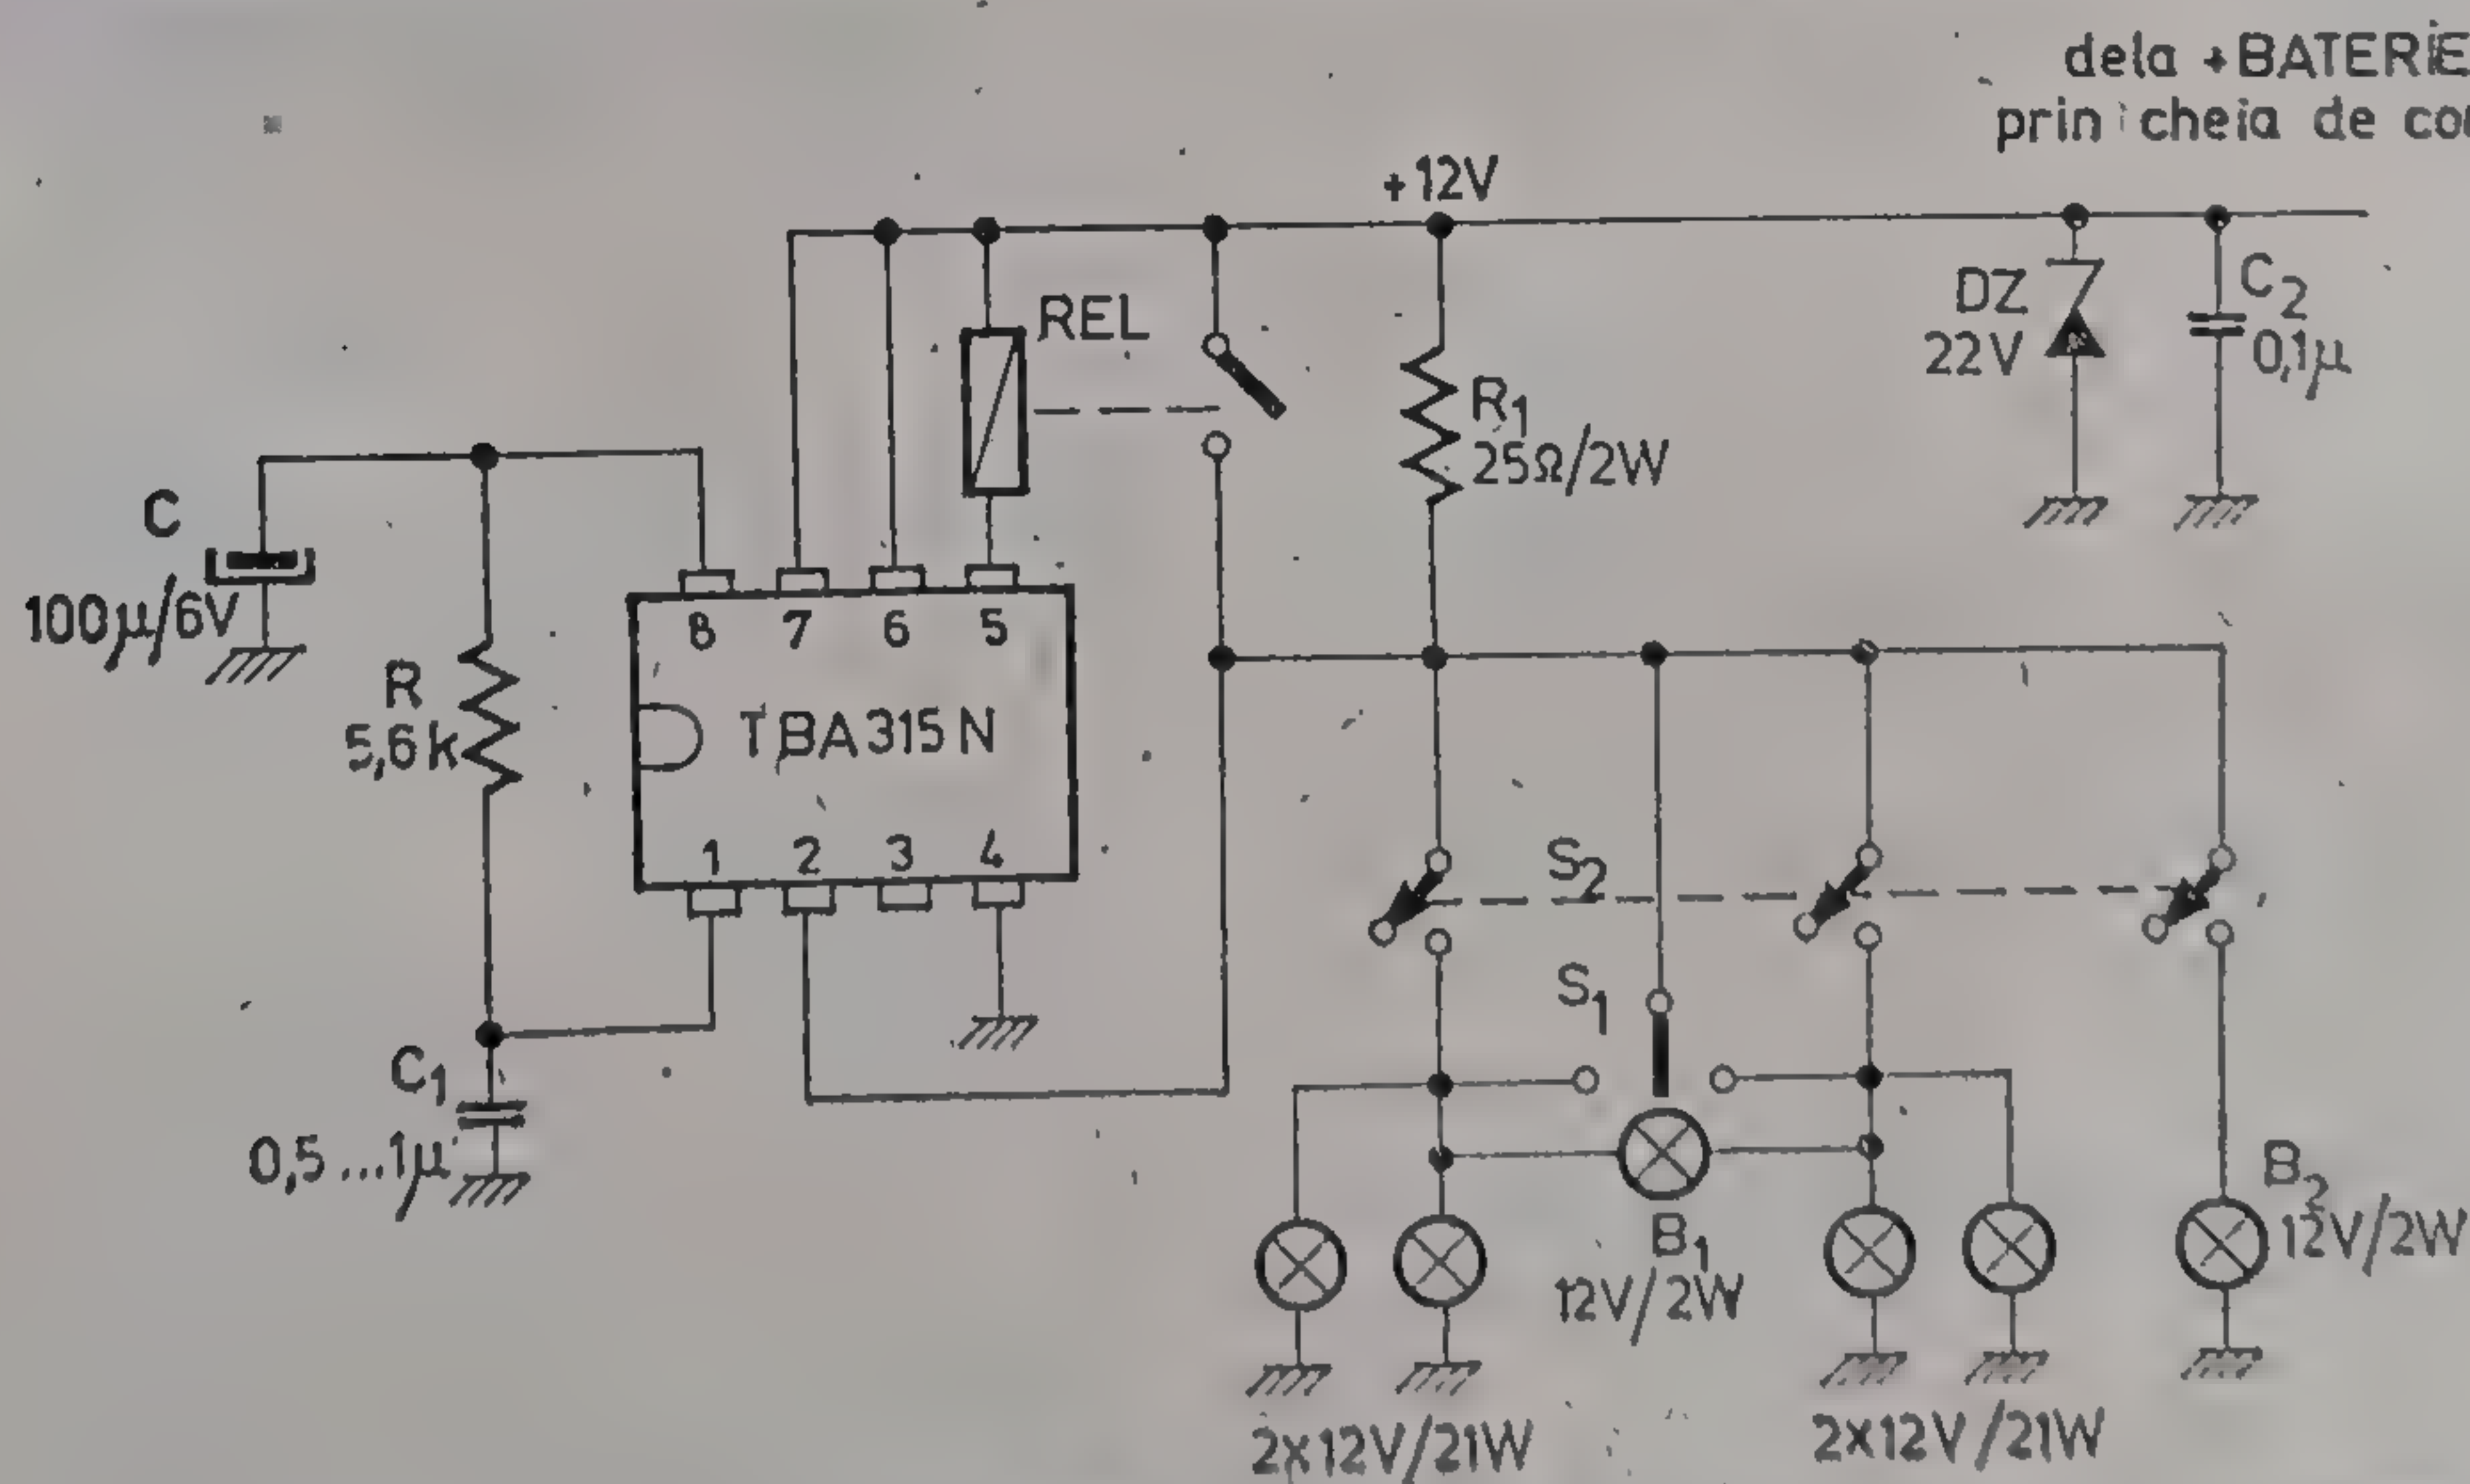 dela +BATERIE
prin cheia de
+12V
REL
DZ
22V
C2
0,1μ
R1
25Ω/2W
C
100μ/6V
R
5,6k
8 7 6 5
TBA315N
1 2 3 4
S2
S1
C1
0,5...1μ
B1
12V/2W
B2
12V/2W
2x12V/21W
2x12V/21W